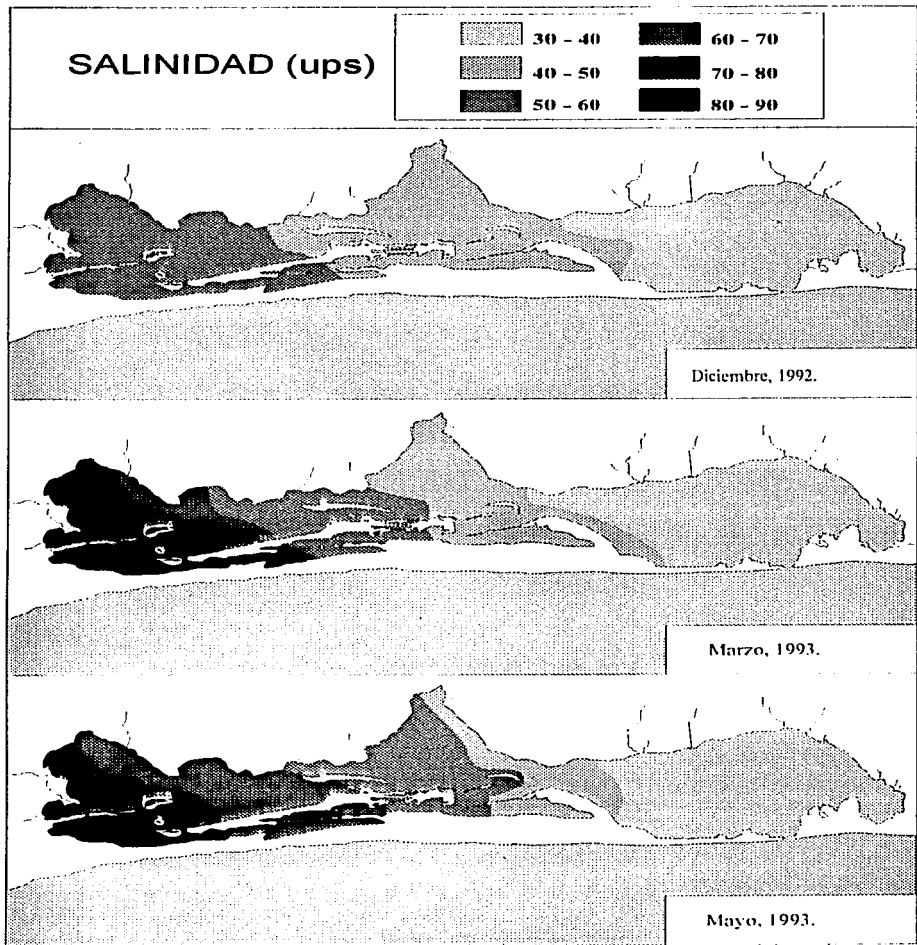 SALINIDAD (ups)
30 - 40
60 - 70
40 - 50
70 - 80
50 - 60
80 - 90
Diciembre, 1992.
Marzo, 1993.
Mayo, 1993.